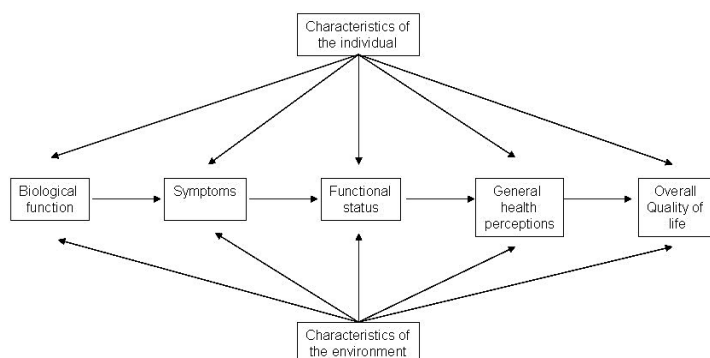 Characteristics of
the individual
Biological
function
Symptoms
Functional
status
General
health
perceptions
Overall
Quality of
life
Characteristics of
the environment